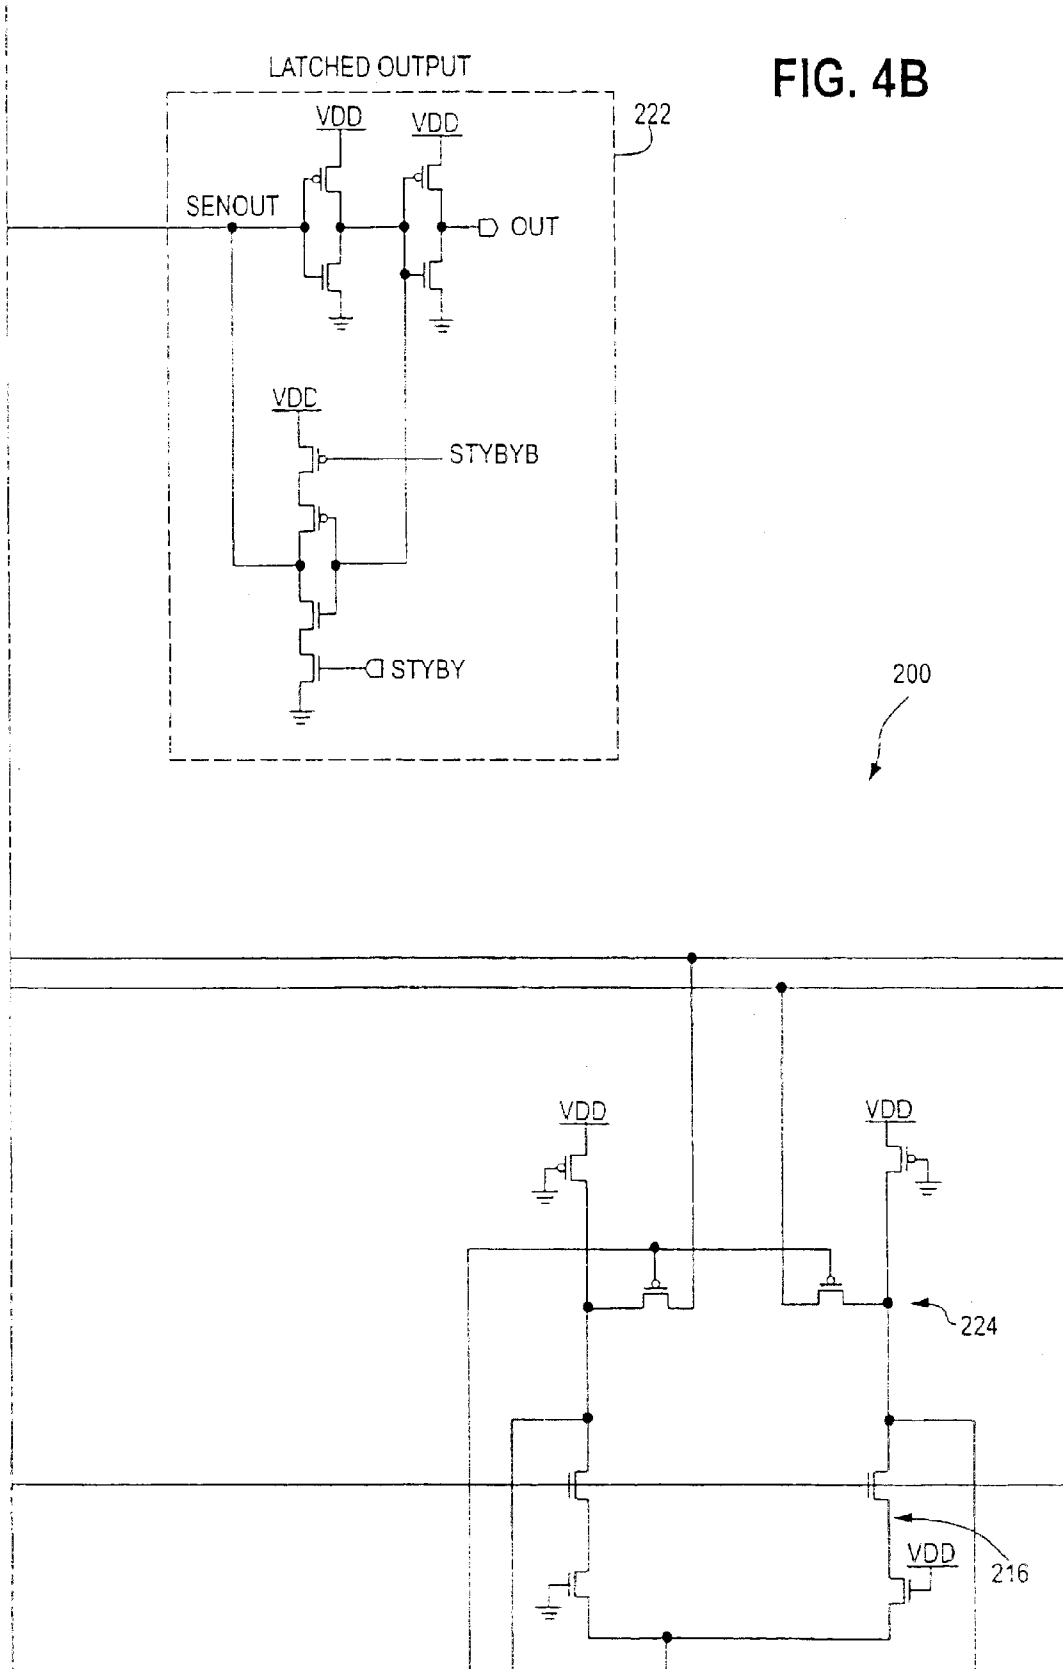 FIG. 4B
LATCHED OUTPUT
VDD
VDD
222
SENOUT
OUT
VDD
STYBYB
STYBY
200
VDD
VDD
224
216
VDD